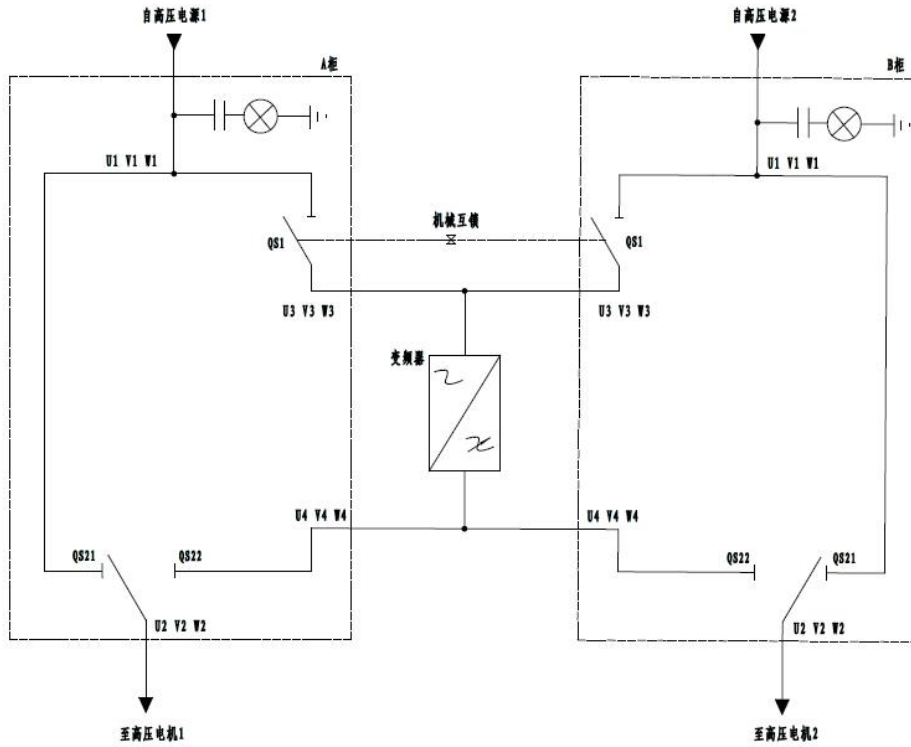 自高压电源1
自高压电源2
A柜
B柜
U1 V1 W1
U1 V1 W1
机械互锁
QS1
QS1
U3 V3 W3
U3 V3 W3
变频器
U4 V4 W4
U4 V4 W4
QS21
QS22
QS22
QS21
U2 V2 W2
U2 V2 W2
至高压电机1
至高压电机2